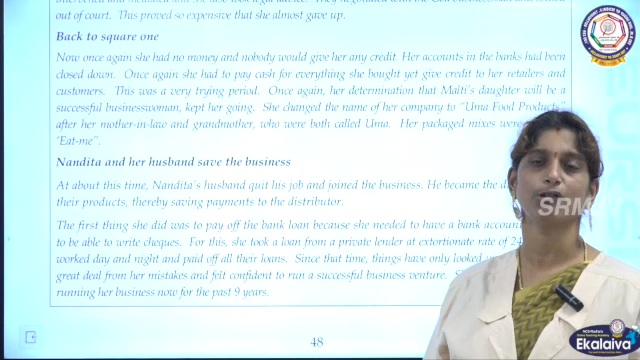 out of court. This proved so expensive that she almost gave up.
Back to square one
Now once again she had no money and nobody would give her any credit. Her accounts in the banks had been
closed down. Once again she had to pay cash for everything she bought yet give credit to her retailers and
customers. This was a very trying period. Once again, her determination that Malti's daughter will be a
successful businesswoman, kept her going. She changed the name of her company to "Uma Food Products"
after her mother-in-law and grandmother, who were both called Uma. Her packaged mixes were
"Eat-me".
Nandita and her husband save the business
At about this time, Nandita's husband quit his job and joined the business. He became the
their products, thereby saving payments to the distributor.
The first thing she did was to pay off the bank loan because she needed to have a bank
to be able to write cheques. For this, she took a loan from a private lender at extortionate rate of
worked day and night and paid off all their loans. Since that time, things have only looked
great deal from her mistakes and felt confident to run a successful business venture.
running her business now for the past 9 years.
48
SRM
Ekalaiva